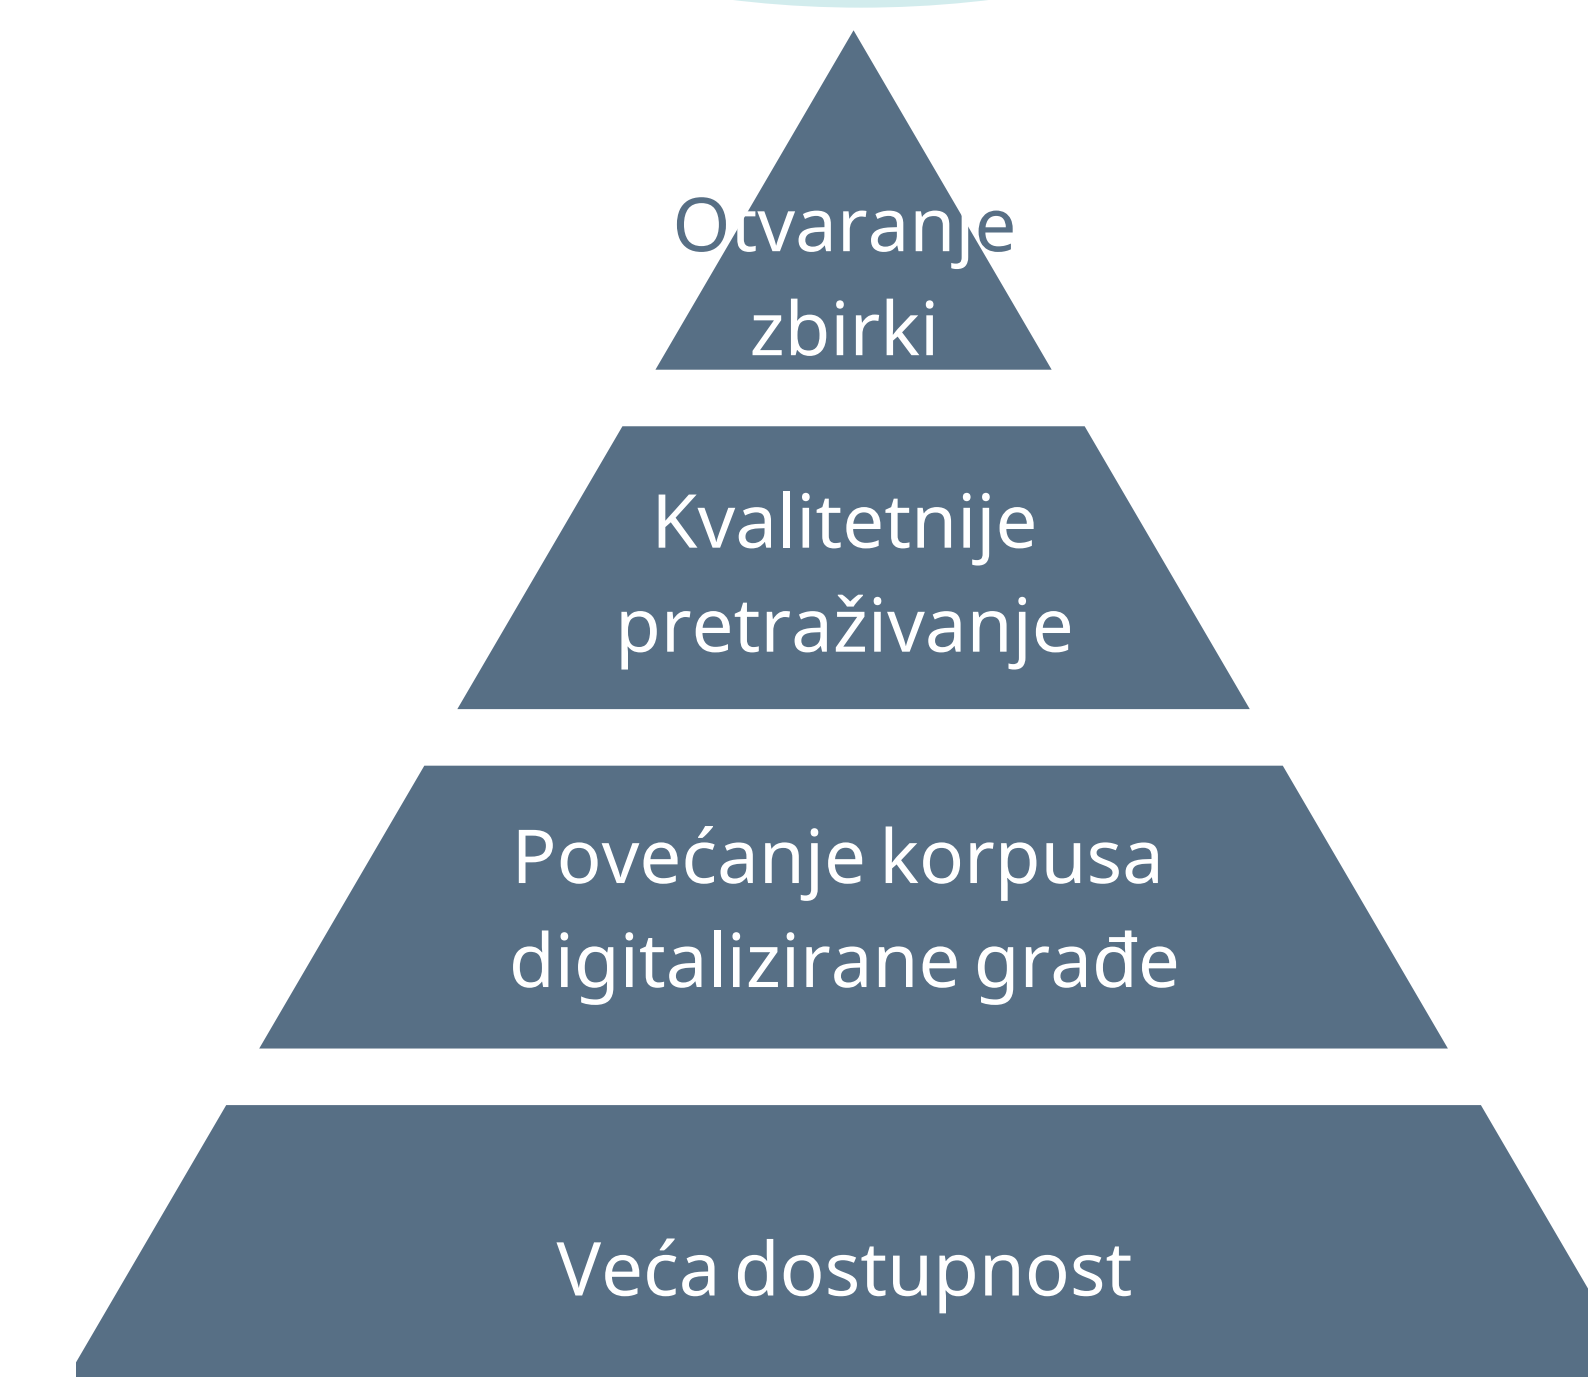 Otvaranje
zbirki
Kvalitetnije
pretraživanje
Povećanje korpusa
digitalizirane građe
Veća dostupnost